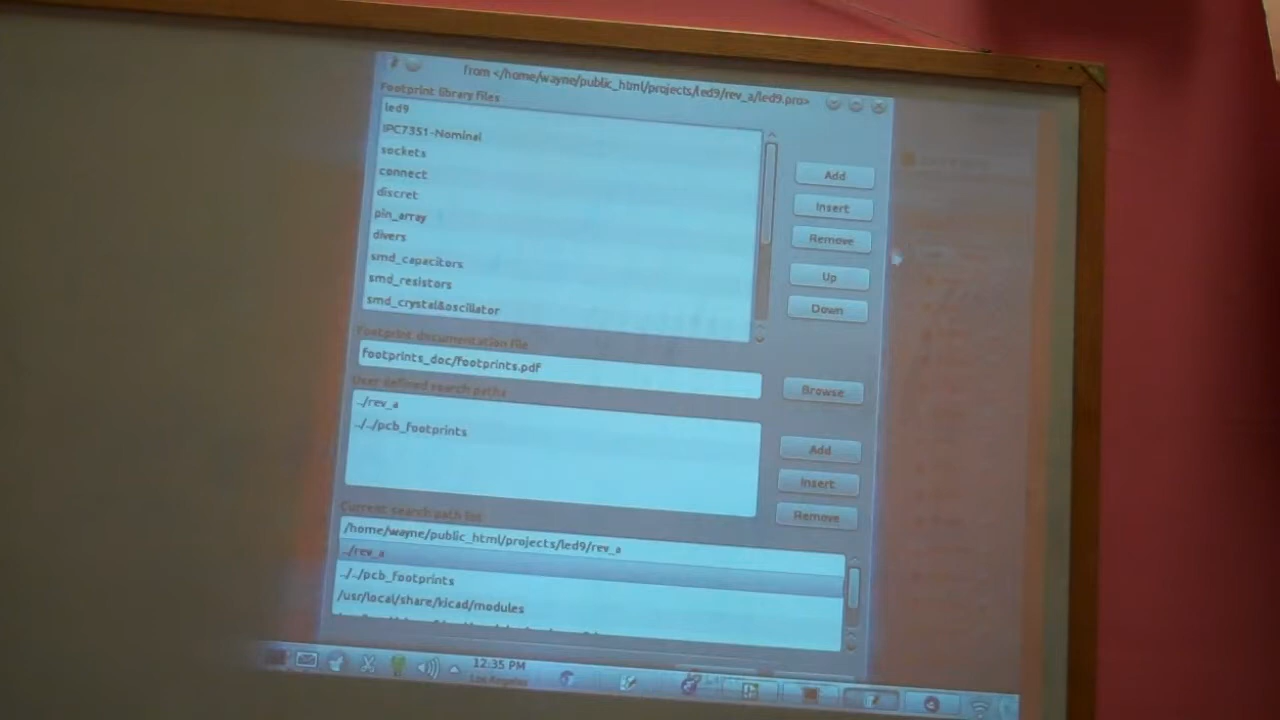 from </home/wayne/public_html/projects/led9/rev_a/led9.pro>
Footprint library files
led9
IPC7351-Nominal
sockets
connect
discret
pin_array
divers
smd_capacitors
smd_resistors
smd_crystal&oscillator
Add
Insert
Remove
Up
Down
Footprint documentation file
footprints_doc/footprints.pdf
Browse
User defined search paths
../rev_a
../../pcb_footprints
Add
Insert
Remove
Current search path list
/home/wayne/public_html/projects/led9/rev_a
../rev_a
../../pcb_footprints
/usr/local/share/kicad/modules
12:35 PM
Los Angeles